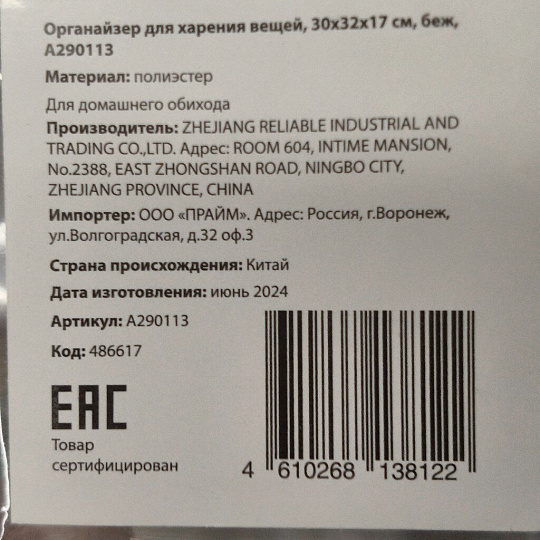 Органайзер для харения вещей, 30х32х17 см, беж,
A290113
Материал: полиэстер
Для домашнего обихода
Производитель: ZHEJIANG RELIABLE INDUSTRIAL AND
TRADING CO.,LTD. Адрес: ROOM 604, INTIME MANSION,
No.2388, EAST ZHONGSHAN ROAD, NINGBO CITY,
ZHEJIANG PROVINCE, CHINA
Импортер: ООО «ПРАЙМ». Адрес: Россия, г.Воронеж,
ул.Волгоградская, д.32 оф.3
Страна происхождения: Китай
Дата изготовления: июнь 2024
Артикул: A290113
Код: 486617
EAC
Товар
сертифицирован
4 610268 138122